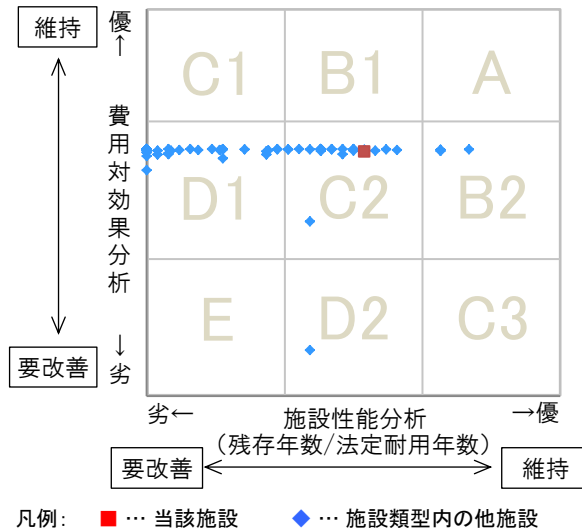 維持
優
↑
費用対効果分析
↓
劣
要改善
C1
B1
A
D1
C2
B2
E
D2
C3
劣←
施設性能分析
→優
（残存年数/法定耐用年数）
要改善
維持
凡例： ■ … 当該施設 ◆ … 施設類型内の他施設